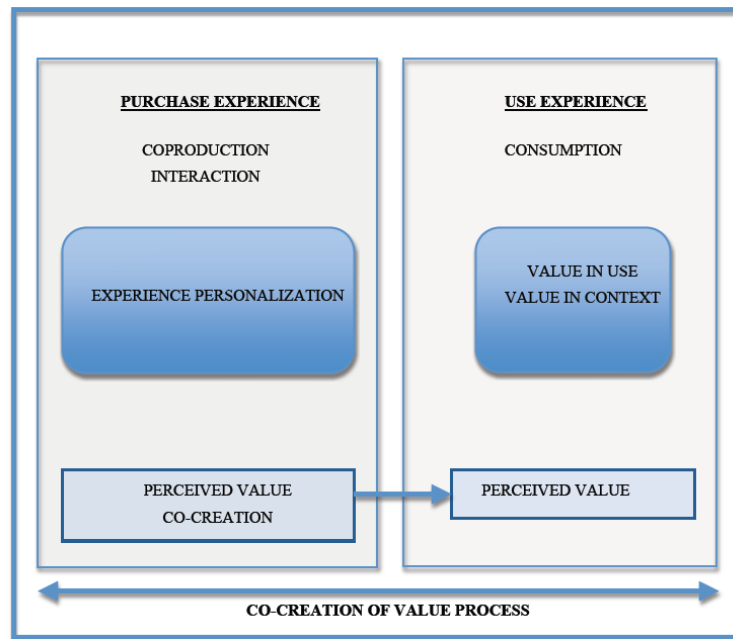 PURCHASE EXPERIENCE
COPRODUCTION
INTERACTION
EXPERIENCE PERSONALIZATION
PERCEIVED VALUE
CO-CREATION
USE EXPERIENCE
CONSUMPTION
VALUE IN USE
VALUE IN CONTEXT
PERCEIVED VALUE
CO-CREATION OF VALUE PROCESS